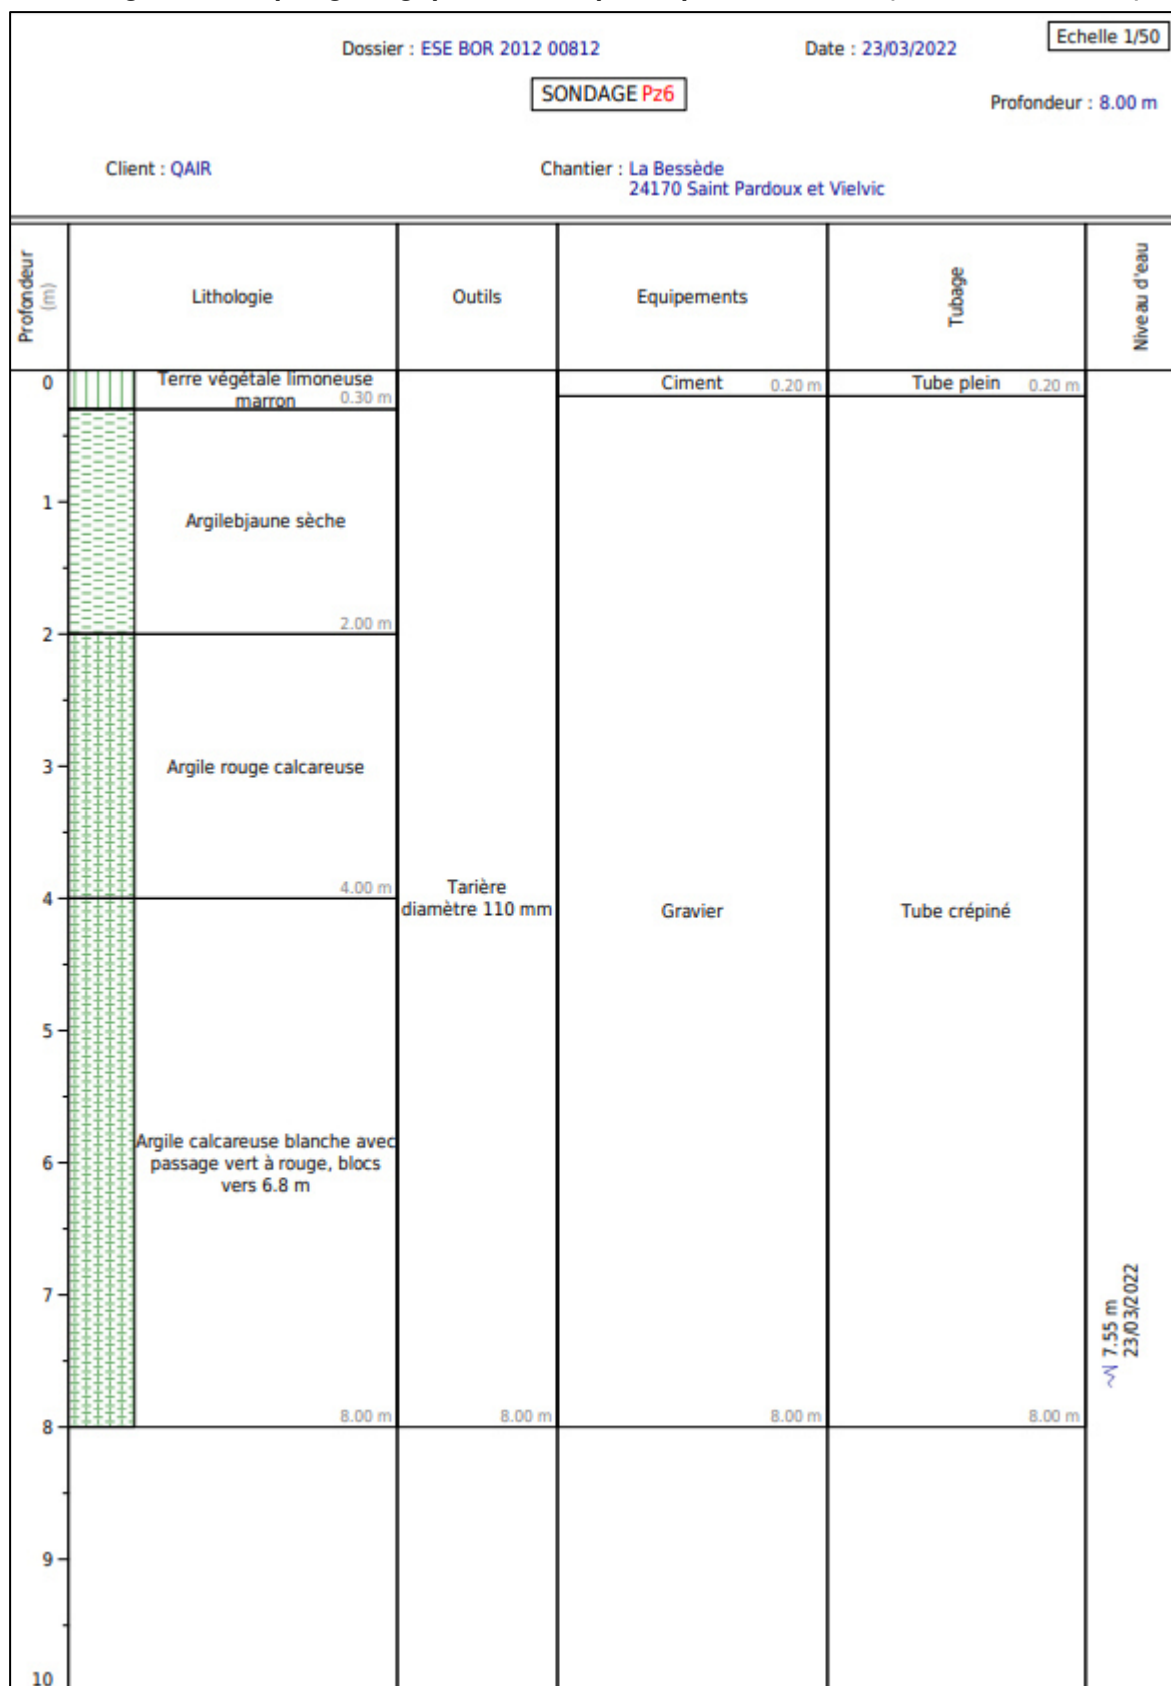 Dossier : ESE BOR 2012 00812
Date : 23/03/2022
Echelle 1/50
SONDAGE Pz6
Profondeur : 8.00 m
Client : QAIR
Chantier : La Bessède
24170 Saint Pardoux et Vielvic
Profondeur
(m)
Lithologie
Outils
Equipements
Tubage
Niveau d'eau
0
Terre végétale limoneuse
marron
0.30 m
Ciment
0.20 m
Tube plein
0.20 m
1
Argilebjaune sèche
2.00 m
2
3
Argile rouge calcareuse
4.00 m
4
Tarière
diamètre 110 mm
Gravier
Tube crépiné
5
Argile calcareuse blanche avec
passage vert à rouge, blocs
vers 6.8 m
6
7
7.55 m
23/03/2022
8.00 m
8.00 m
8.00 m
8.00 m
8
9
10